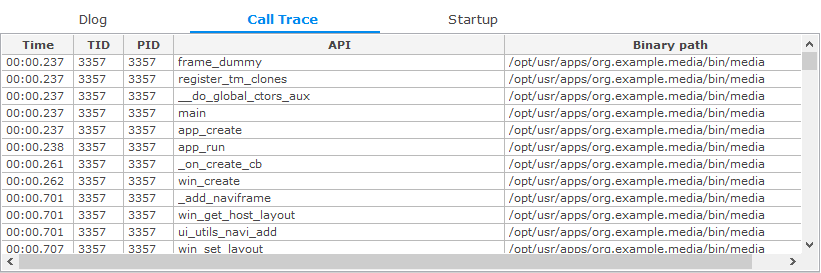 Dlog Call Trace Startup
Time TID PID API Binary path
00:00.237 3357 3357 frame_dummy /opt/usr/apps/org.example.media/bin/media
00:00.237 3357 3357 register_tm_clones /opt/usr/apps/org.example.media/bin/media
00:00.237 3357 3357 __do_global_ctors_aux /opt/usr/apps/org.example.media/bin/media
00:00.237 3357 3357 main /opt/usr/apps/org.example.media/bin/media
00:00.237 3357 3357 app_create /opt/usr/apps/org.example.media/bin/media
00:00.238 3357 3357 app_run /opt/usr/apps/org.example.media/bin/media
00:00.261 3357 3357 _on_create_cb /opt/usr/apps/org.example.media/bin/media
00:00.262 3357 3357 win_create /opt/usr/apps/org.example.media/bin/media
00:00.701 3357 3357 _add_naviframe /opt/usr/apps/org.example.media/bin/media
00:00.701 3357 3357 win_get_host_layout /opt/usr/apps/org.example.media/bin/media
00:00.701 3357 3357 ui_utils_navi_add /opt/usr/apps/org.example.media/bin/media
00:00.707 3357 3357 win_set_layout /opt/usr/apps/org.example.media/bin/media